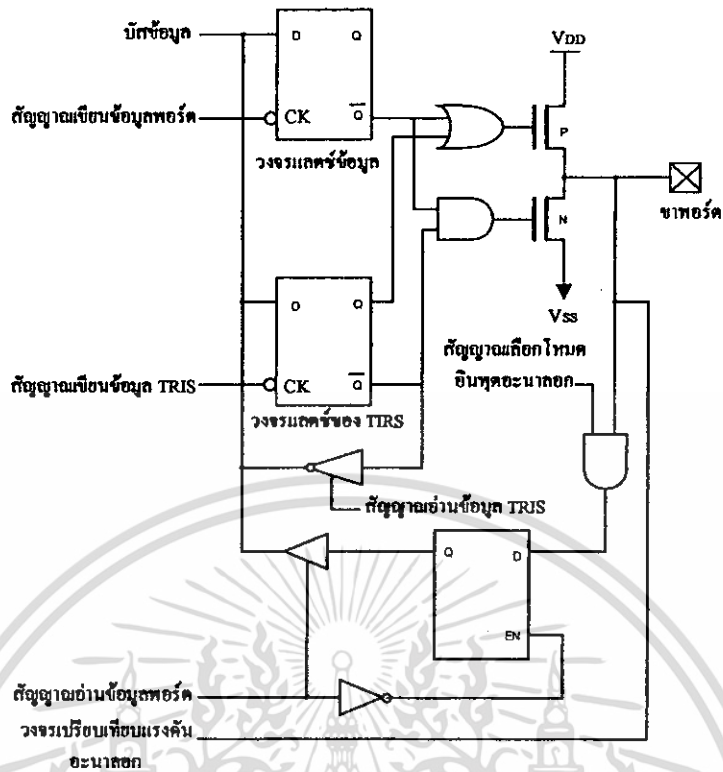 บัสข้อมูล
D Q
VDD
สัญญาณเขียนข้อมูลพอร์ต
CK Q
P
วงจรแลตช์ข้อมูล
ขาพอร์ต
N
D Q
VSS
สัญญาณเลือกโหมด
อินพุตอะนาลอก
สัญญาณเขียนข้อมูล TRIS
CK Q
วงจรแลตช์ของ TIRS
สัญญาณอ่านข้อมูล TRIS
Q D
EN
สัญญาณอ่านข้อมูลพอร์ต
วงจรเปรียบเทียบแรงดัน
อะนาลอก